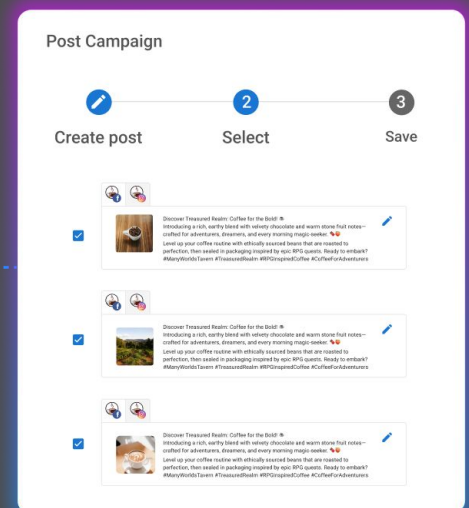 Post Campaign
2
3
Create post
Select
Save
Discover Treasured Realm: Coffee for the Bold!
Introducing a rich, earthy blend with velvety chocolate and warm stone fruit notes—
crafted for adventurers, dreamers, and every morning magic-seeker.
Level up your coffee routine with ethically sourced beans that are roasted to
perfection, then sealed in packaging inspired by epic RPG quests. Ready to embark?
#ManyWorldsTavern #TreasuredRealm #RPGInspiredCoffee #CoffeeForAdventurers
Discover Treasured Realm: Coffee for the Bold!
Introducing a rich, earthy blend with velvety chocolate and warm stone fruit notes—
crafted for adventurers, dreamers, and every morning magic-seeker.
Level up your coffee routine with ethically sourced beans that are roasted to
perfection, then sealed in packaging inspired by epic RPG quests. Ready to embark?
#ManyWorldsTavern #TreasuredRealm #RPGInspiredCoffee #CoffeeForAdventurers
Discover Treasured Realm: Coffee for the Bold!
Introducing a rich, earthy blend with velvety chocolate and warm stone fruit notes—
crafted for adventurers, dreamers, and every morning magic-seeker.
Level up your coffee routine with ethically sourced beans that are roasted to
perfection, then sealed in packaging inspired by epic RPG quests. Ready to embark?
#ManyWorldsTavern #TreasuredRealm #RPGInspiredCoffee #CoffeeForAdventurers